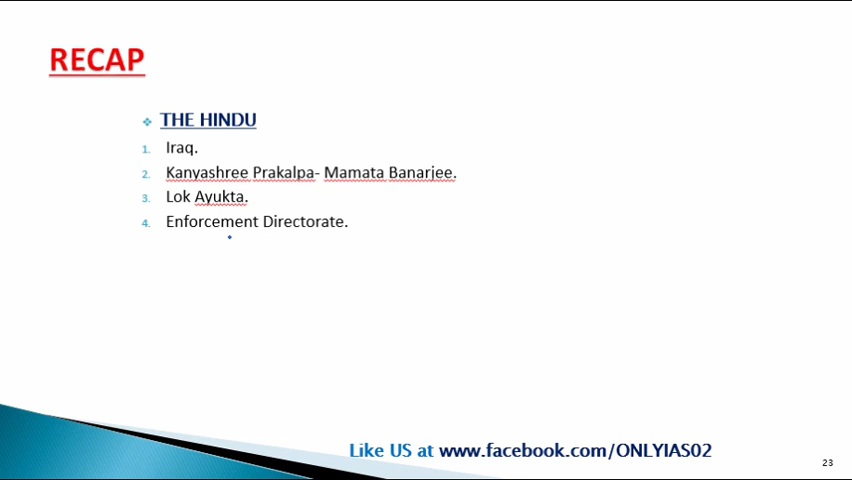 RECAP
THE HINDU
1. Iraq.
2. Kanyashree Prakalpa- Mamata Banarjee.
3. Lok Ayukta.
4. Enforcement Directorate.
Like US at www.facebook.com/ONLYIAS02
23